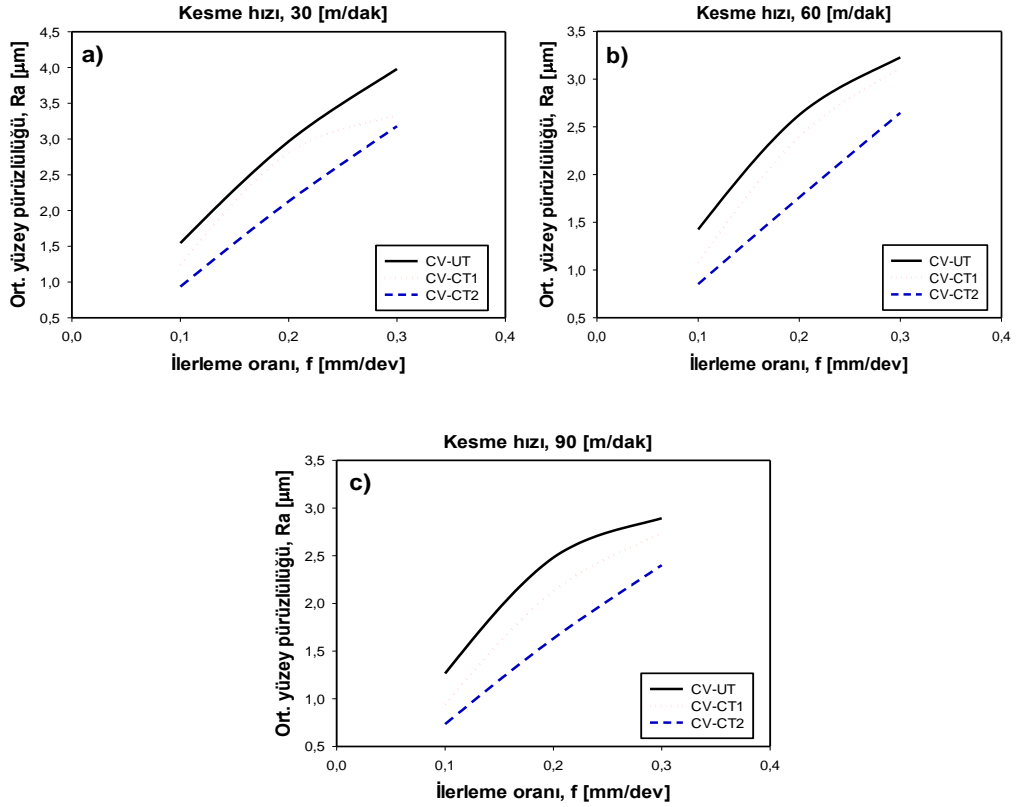 Kesme hızı, 30 [m/dak]
a)
Ort. yüzey pürüzlülüğü, Ra [µm]
4,5
4,0
3,5
3,0
2,5
2,0
1,5
1,0
0,5
0,0 0,1 0,2 0,3 0,4
İlerleme oranı, f [mm/dev]
CV-UT
CV-CT1
CV-CT2
Kesme hızı, 60 [m/dak]
b)
Ort. yüzey pürüzlülüğü, Ra [µm]
3,5
3,0
2,5
2,0
1,5
1,0
0,5
0,0 0,1 0,2 0,3 0,4
İlerleme oranı, f [mm/dev]
CV-UT
CV-CT1
CV-CT2
Kesme hızı, 90 [m/dak]
c)
Ort. yüzey pürüzlülüğü, Ra [µm]
3,5
3,0
2,5
2,0
1,5
1,0
0,5
0,0 0,1 0,2 0,3 0,4
İlerleme oranı, f [mm/dev]
CV-UT
CV-CT1
CV-CT2